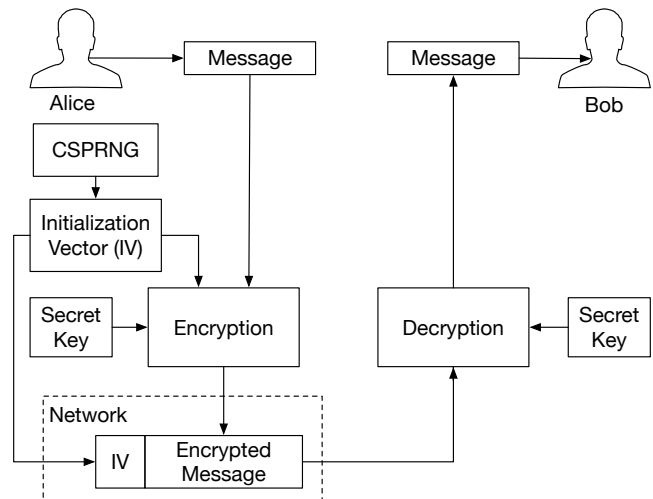 Message
Message
Alice
Bob
CSPRNG
Initialization
Vector (IV)
Secret
Key
Encryption
Decryption
Secret
Key
Network
IV
Encrypted
Message